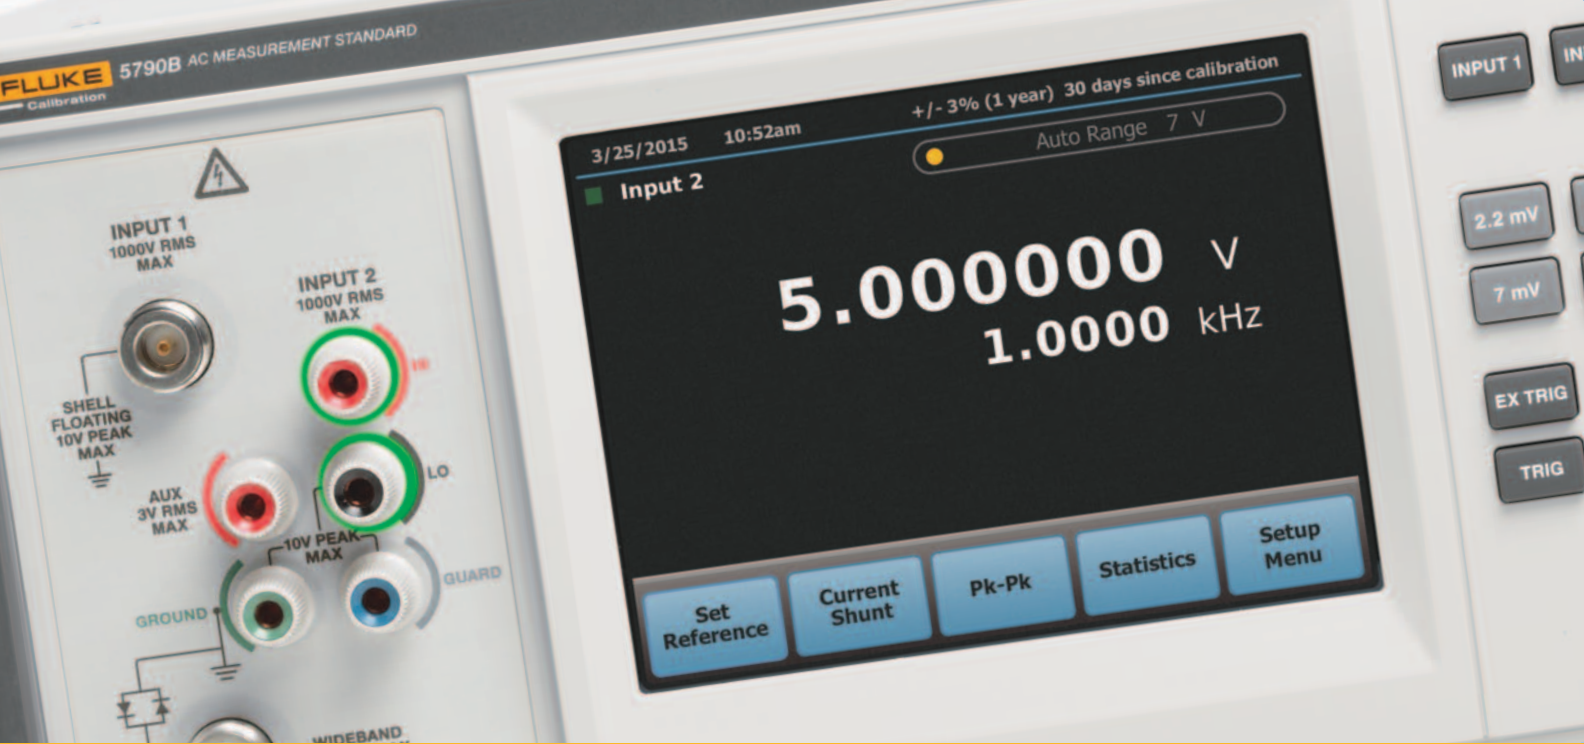 FLUKE
Calibration
5790B AC MEASUREMENT STANDARD
INPUT 1
1000V RMS
MAX
INPUT 2
1000V RMS
MAX
HI
SHELL
FLOATING
10V PEAK
MAX
LO
AUX
3V RMS
MAX
10V PEAK
MAX
GUARD
GROUND
WIDEBAND
3/25/2015 10:52am +/- 3% (1 year) 30 days since calibration
Auto Range 7 V
Input 2
5.000000 V
1.0000 kHz
Set
Reference
Current
Shunt
Pk-Pk
Statistics
Setup
Menu
INPUT 1
IN
2.2 mV
7 mV
EX TRIG
TRIG